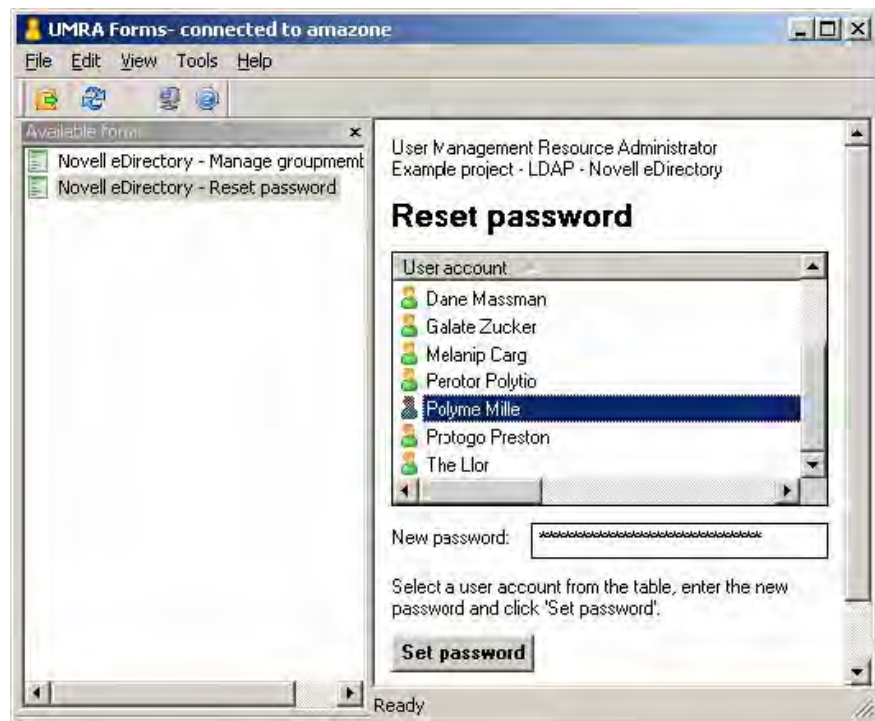 UMRA Forms- connected to amazone
File Edit View Tools Help
Available forms
Novell eDirectory - Manage groupmemb
Novell eDirectory - Reset password
User Management Resource Administrator
Example project - LDAP - Novell eDirectory
Reset password
User account
Dane Massman
Galate Zucker
Melanip Carg
Perotor Polytio
Polyme Mille
Protogo Preston
The Llor
New password: ****************************
Select a user account from the table, enter the new
password and click 'Set password'.
Set password
Ready